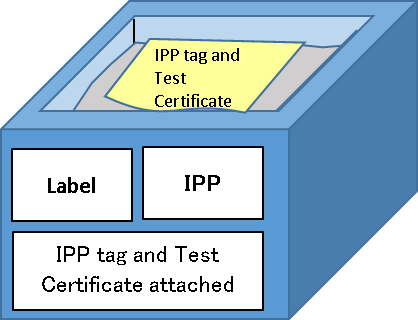 IPP tag and
Test
Certificate
Label
IPP
IPP tag and Test
Certificate attached